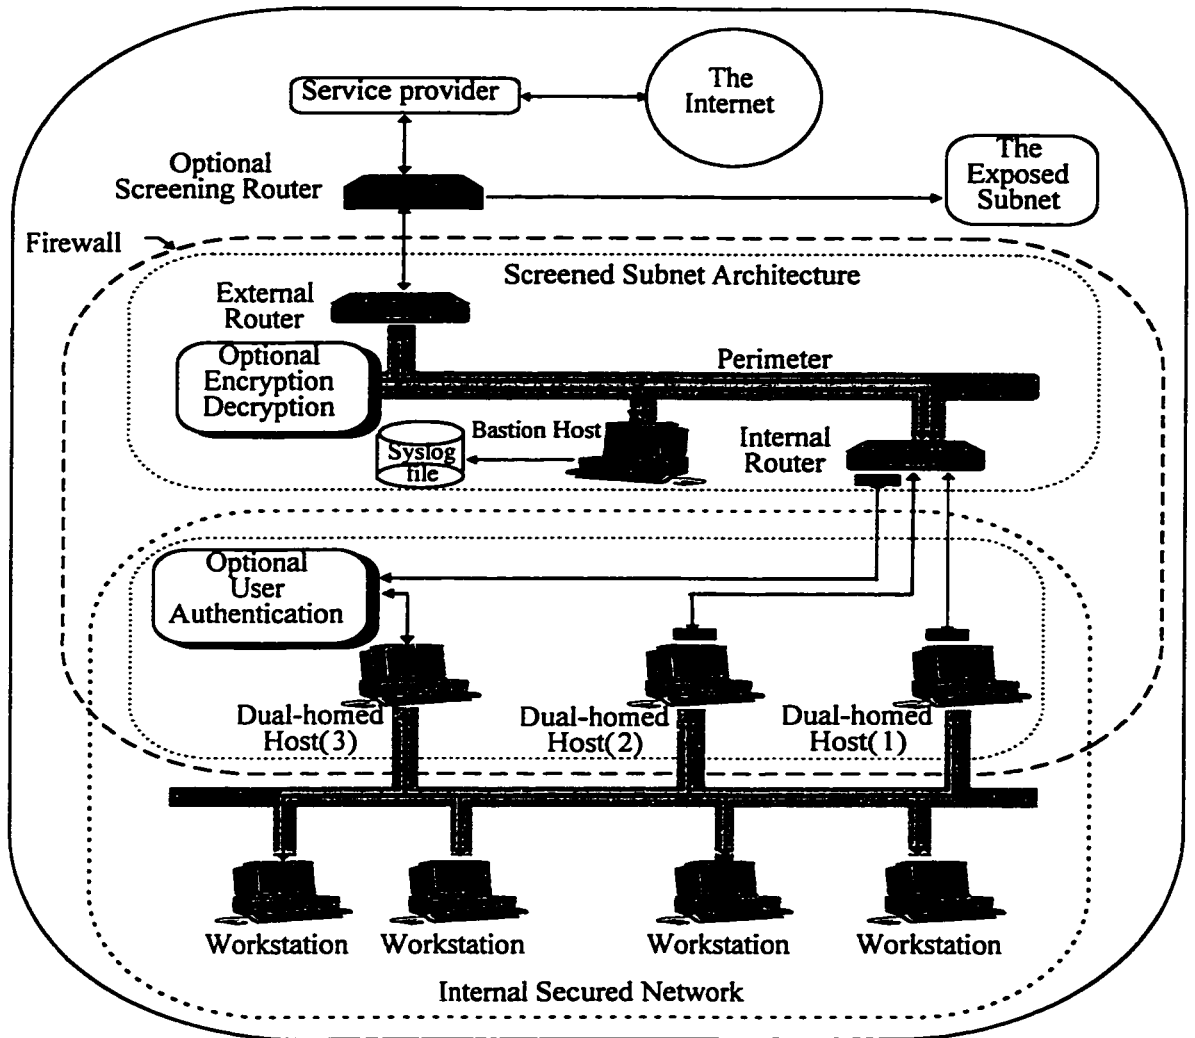 The
Internet
Service provider
Optional
Screening Router
The
Exposed
Subnet
Firewall
Screened Subnet Architecture
External
Router
Optional
Encryption
Decryption
Perimeter
Bastion Host
Syslog
file
Internal
Router
Optional
User
Authentication
Dual-homed
Host(3)
Dual-homed
Host(2)
Dual-homed
Host(1)
Workstation
Workstation
Workstation
Workstation
Internal Secured Network